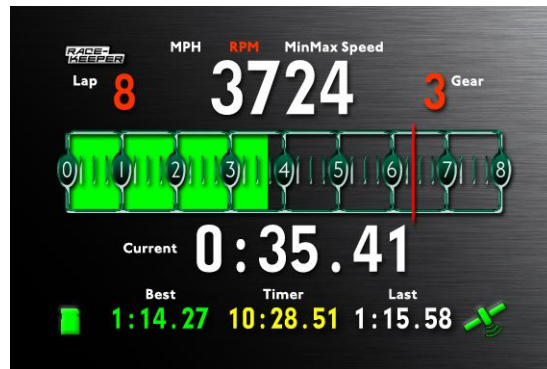 RACE-KEEPER
MPH RPM MinMax Speed
Lap 8 3724 3 Gear
0 1 2 3 4 5 6 7 8
Current 0:35.41
Best Timer Last
1:14.27 10:28.51 1:15.58